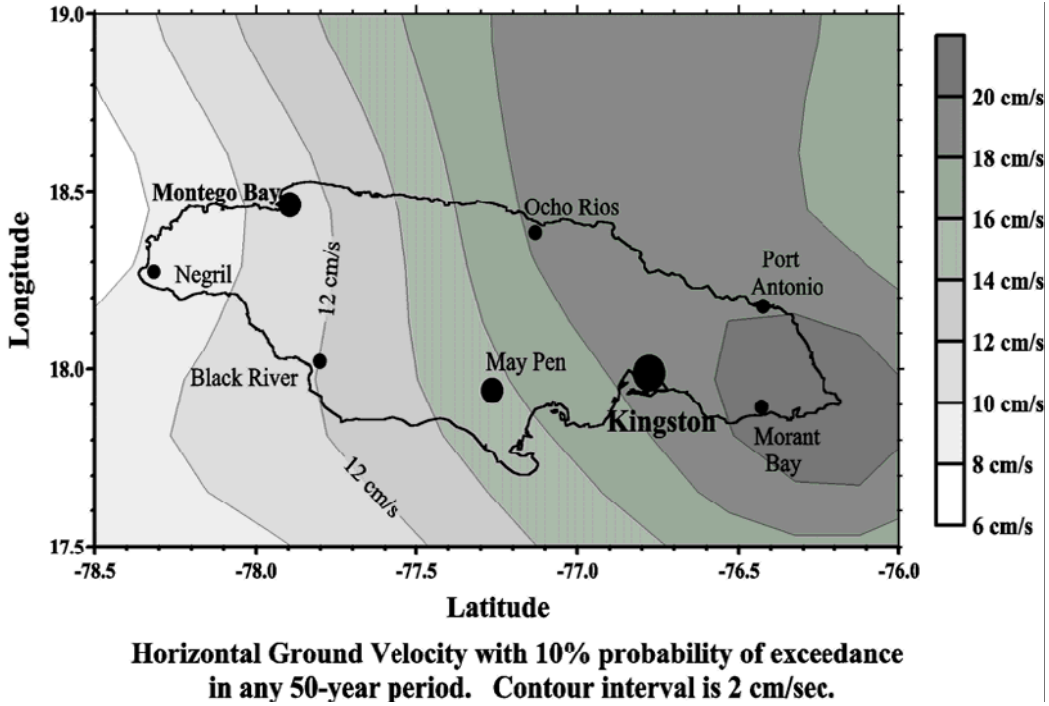 19.0
18.5
18.0
17.5
Longitude
Montego Bay
Negril
Black River
12 cm/s
12 cm/s
Ocho Rios
May Pen
Kingston
Port
Antonio
Morant
Bay
20 cm/s
18 cm/s
16 cm/s
14 cm/s
12 cm/s
10 cm/s
8 cm/s
6 cm/s
-78.5 -78.0 -77.5 -77.0 -76.5 -76.0
Latitude
Horizontal Ground Velocity with 10% probability of exceedance
in any 50-year period. Contour interval is 2 cm/sec.